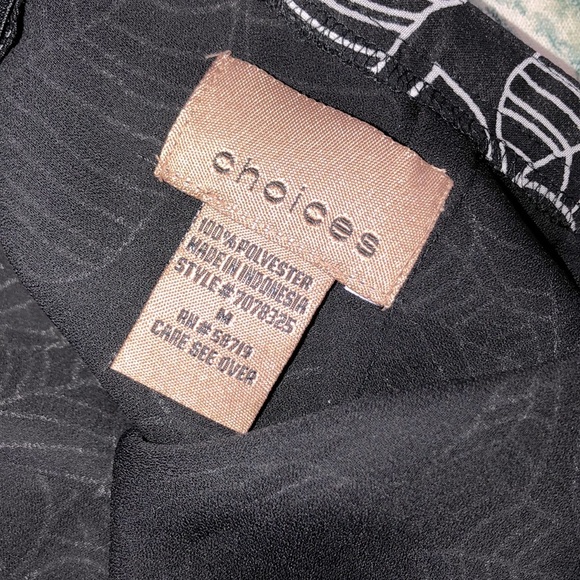 choices
100% POLYESTER
MADE IN INDONESIA
STYLE# 7078325
M
RN# 58719
CARE SEE OVER